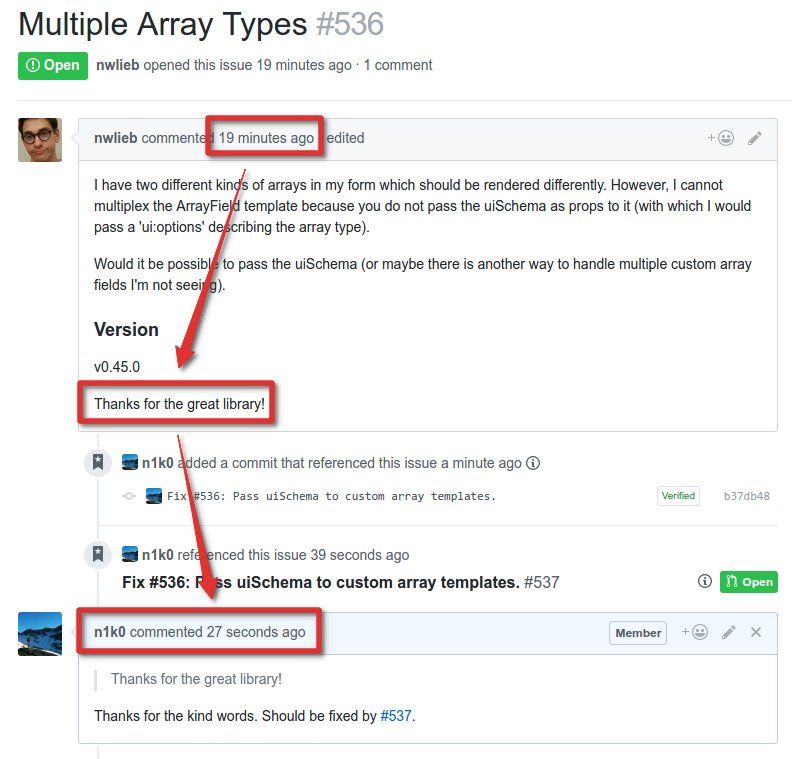 Multiple Array Types #536
Open nwlieb opened this issue 19 minutes ago · 1 comment
nwlieb commented 19 minutes ago edited
I have two different kinds of arrays in my form which should be rendered differently. However, I cannot
multiplex the ArrayField template because you do not pass the uiSchema as props to it (with which I would
pass a 'ui:options' describing the array type).
Would it be possible to pass the uiSchema (or maybe there is another way to handle multiple custom array
fields I'm not seeing).
Version
v0.45.0
Thanks for the great library!
n1k0 added a commit that referenced this issue a minute ago
Fix #536: Pass uiSchema to custom array templates. Verified b37db48
n1k0 referenced this issue 39 seconds ago
Fix #536: Pass uiSchema to custom array templates. #537 Open
n1k0 commented 27 seconds ago Member
Thanks for the great library!
Thanks for the kind words. Should be fixed by #537.